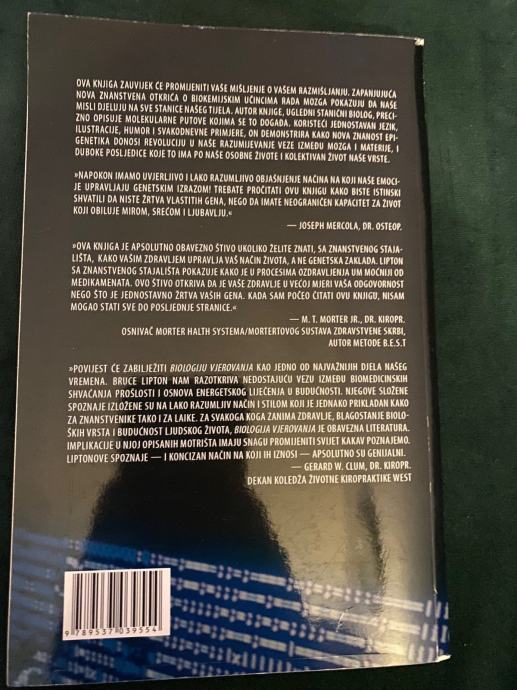 OVA KNJIGA ZAUVIJEK ĆE PROMIJENITI VAŠE MIŠLJENJE O VAŠEM RAZMIŠLJANJU. ZAPANJUJUĆA
NOVA ZNANSTVENA OTKRIĆA O BIOKEMIJSKIM UČINCIMA RADA MOZGA POKAZUJU DA NAŠE
MISLI DJELUJU NA SVE STANICE NAŠEG TIJELA. AUTOR KNJIGE, UGLEDNI STANIČNI BIOLOG, PRECI-
ZNO OPISUJE MOLEKULARNE PUTOVE KOJIMA SE TO DOGAĐA. KORISTEĆI JEDNOSTAVAN JEZIK,
ILUSTRACIJE, HUMOR I SVAKODNEVNE PRIMJERE, ON DEMONSTRIRA KAKO NOVA ZNANOST EPI-
GENETIKA DONOSI REVOLUCIJU U NAŠE RAZUMIJEVANJE VEZE IZMEĐU MOZGA I MATERIJE, I
DUBOKE POSLJEDICE KOJE TO IMA PO NAŠE OSOBNE ŽIVOTE I KOLEKTIVAN ŽIVOT NAŠE VRSTE.
»NAPOKON IMAMO UVJERLJIVO I LAKO RAZUMLJIVO OBJAŠNJENJE NAČINA NA KOJI NAŠE EMOCI-
JE UPRAVLJAJU GENETSKIM IZRAZOM! TREBATE PROČITATI OVU KNJIGU KAKO BISTE ISTINSKI
SHVATILI DA NISTE ŽRTVA VLASTITIH GENA, NEGO DA IMATE NEOGRANIČEN KAPACITET ZA ŽIVOT
KOJI OBILUJE MIROM, SREĆOM I LJUBAVLJU.«
— JOSEPH MERCOLA, DR. OSTEOP.
»OVA KNJIGA JE APSOLUTNO OBAVEZNO ŠTIVO UKOLIKO ŽELITE ZNATI, SA ZNANSTVENOG STAJA-
LIŠTA, KAKO VAŠIM ZDRAVLJEM UPRAVLJA VAŠ NAČIN ŽIVOTA, A NE GENETSKA ZAKLADA. LIPTON
SA ZNANSTVENOG STAJALIŠTA POKAZUJE KAKO JE U PROCESIMA OZDRAVLJENJA UM MOĆNIJI OD
MEDIKAMENATA. OVO ŠTIVO OTKRIVA DA JE VAŠE ZDRAVLJE U VEĆOJ MJERI VAŠA ODGOVORNOST
NEGO ŠTO JE JEDNOSTAVNO ŽRTVA VAŠIH GENA. KADA SAM POČEO ČITATI OVU KNJIGU, NISAM
MOGAO STATI SVE DO POSLJEDNJE STRANICE.«
— M. T. MORTER JR., DR. KIROPR.
OSNIVAČ MORTER HALTH SYSTEMA/MORTERTOVOG SUSTAVA ZDRAVSTVENE SKRBI,
AUTOR METODE B.E.S.T
»POVIJEST ĆE ZABILJEŽITI BIOLOGIJU VJEROVANJA KAO JEDNO OD NAJVAŽNIJIH DJELA NAŠEG
VREMENA. BRUCE LIPTON NAM RAZOTKRIVA NEDOSTAJUĆU VEZU IZMEĐU BIOMEDICINSKIH
SHVAĆANJA PROŠLOSTI I OSNOVA ENERGETSKOG LIJEČENJA U BUDUĆNOSTI. NJEGOVE SLOŽENE
SPOZNAJE IZLOŽENE SU NA LAKO RAZUMLJIV NAČIN I STILOM KOJI JE JEDNAKO PRIKLADAN KAKO
ZA ZNANSTVENIKE TAKO I ZA LAIKE. ZA SVAKOGA KOGA ZANIMA ZDRAVLJE, BLAGOSTANJE BIOLO-
ŠKIH VRSTA I BUDUĆNOST LJUDSKOG ŽIVOTA, BIOLOGIJA VJEROVANJA JE OBAVEZNA LITERATURA.
IMPLIKACIJE U NJOJ OPISANIH MOTRIŠTA IMAJU SNAGU PROMIJENITI SVIJET KAKAV POZNAJEMO.
LIPTONOVE SPOZNAJE — I KONCIZAN NAČIN NA KOJI IH IZNOSI — APSOLUTNO SU GENIJALNI.
— GERARD W. CLUM, DR. KIROPR.
DEKAN KOLEDŽA ŽIVOTNE KIROPRAKTIKE WEST
9 789537 039554